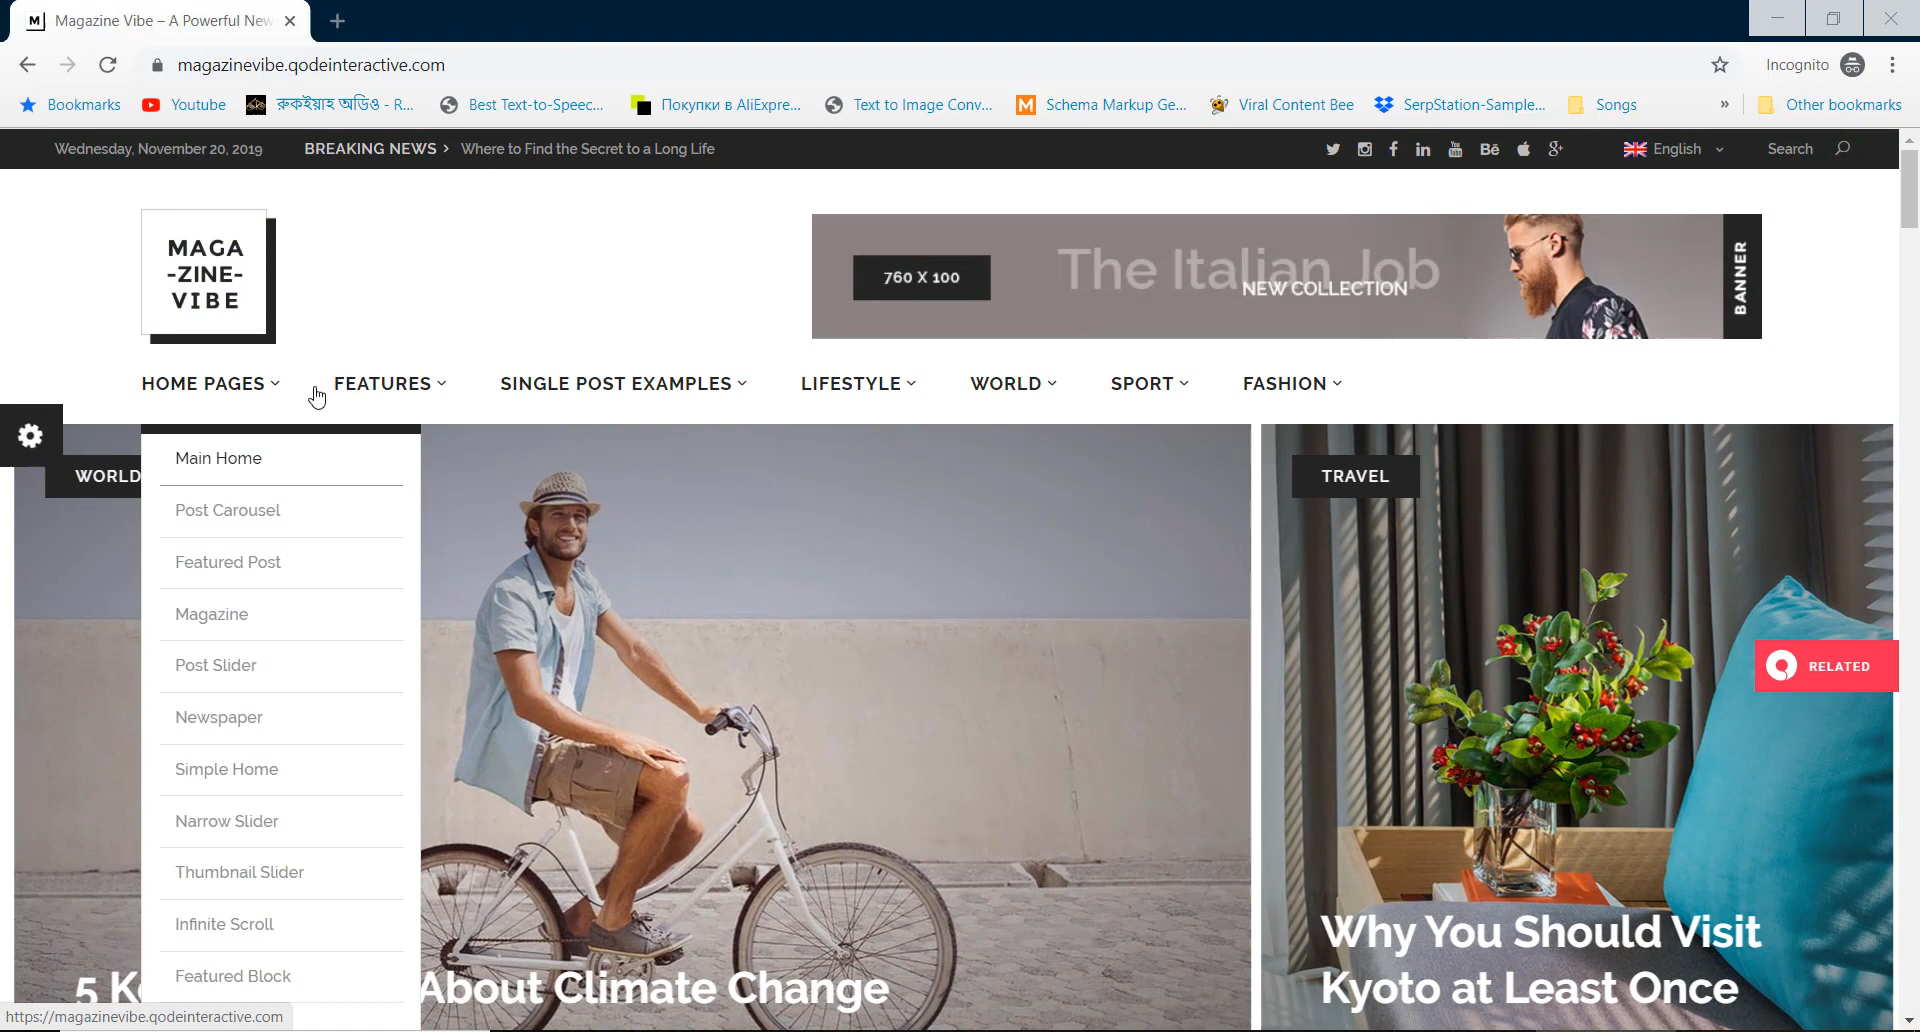 Magazine Vibe – A Powerful New
magazinevibe.qodeinteractive.com
Incognito
Bookmarks
Youtube
রুকইয়াহ অডিও - R...
Best Text-to-Speec...
Покупки в AliExpre...
Text to Image Conv...
Schema Markup Ge...
Viral Content Bee
SerpStation-Sample...
Songs
»
Other bookmarks
Wednesday, November 20, 2019
BREAKING NEWS >
Where to Find the Secret to a Long Life
English
Search
MAGA
-ZINE-
VIBE
760 X 100
The Italian Job
NEW COLLECTION
BANNER
HOME PAGES
FEATURES
SINGLE POST EXAMPLES
LIFESTYLE
WORLD
SPORT
FASHION
Main Home
Post Carousel
Featured Post
Magazine
Post Slider
Newspaper
Simple Home
Narrow Slider
Thumbnail Slider
Infinite Scroll
Featured Block
WORLD
TRAVEL
RELATED
5 K
About Climate Change
Why You Should Visit
Kyoto at Least Once
https://magazinevibe.qodeinteractive.com